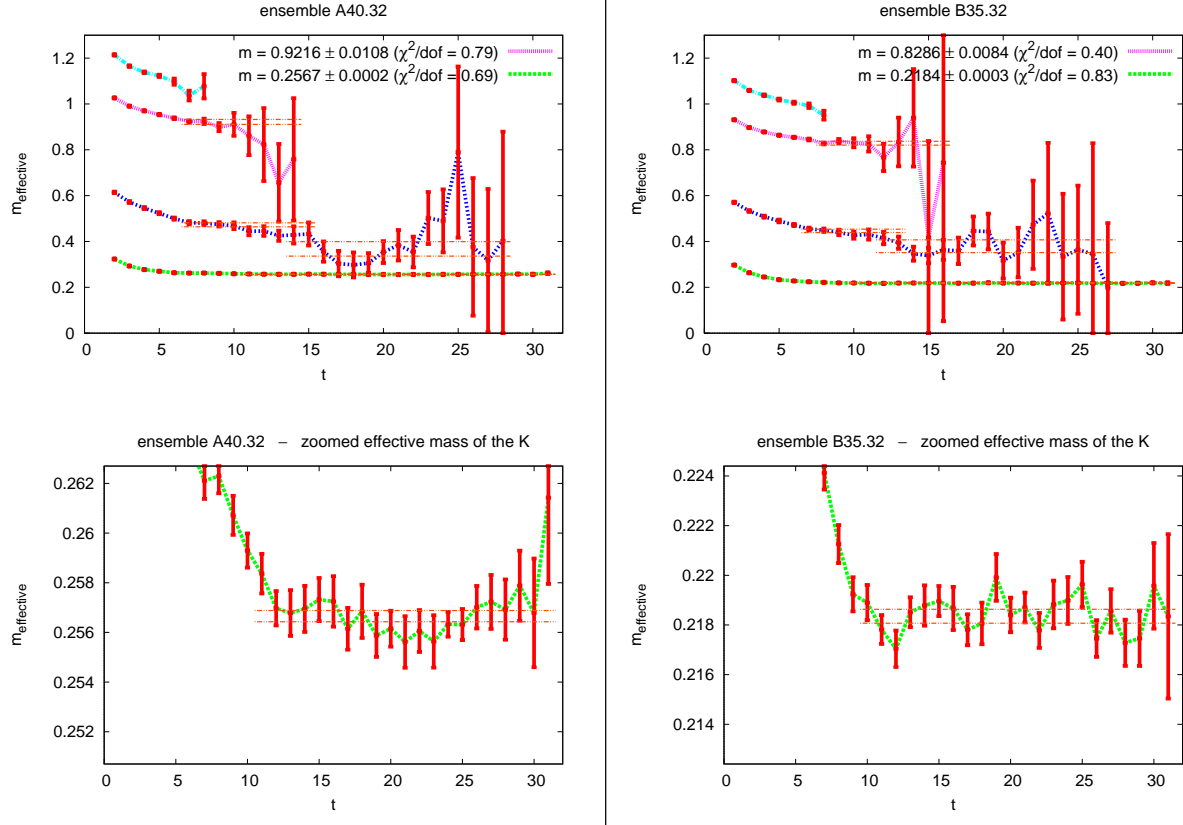 ensemble A40.32
m = 0.9216 ± 0.0108 (χ²/dof = 0.79)
m = 0.2567 ± 0.0002 (χ²/dof = 0.69)
1.2
1
0.8
0.6
0.4
0.2
0
m_effective
0 5 10 15 20 25 30
t
ensemble B35.32
m = 0.8286 ± 0.0084 (χ²/dof = 0.40)
m = 0.2184 ± 0.0003 (χ²/dof = 0.83)
1.2
1
0.8
0.6
0.4
0.2
0
m_effective
0 5 10 15 20 25 30
t
ensemble A40.32 – zoomed effective mass of the K
0.262
0.26
0.258
0.256
0.254
0.252
m_effective
0 5 10 15 20 25 30
t
ensemble B35.32 – zoomed effective mass of the K
0.224
0.222
0.22
0.218
0.216
0.214
m_effective
0 5 10 15 20 25 30
t